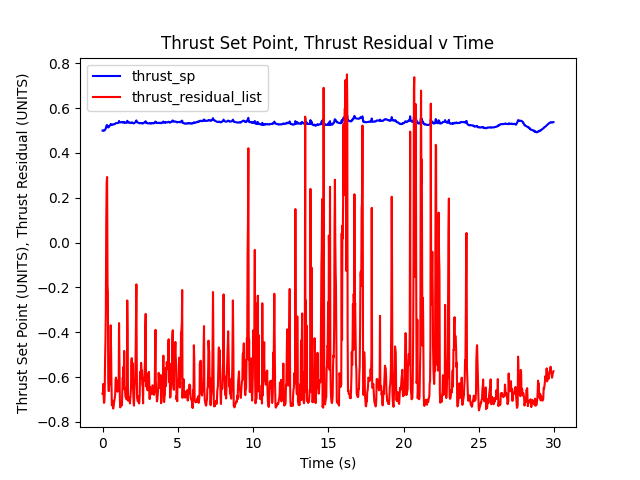 Thrust Set Point, Thrust Residual v Time
thrust_sp
thrust_residual_list
Thrust Set Point (UNITS), Thrust Residual (UNITS)
0.8
0.6
0.4
0.2
0.0
−0.2
−0.4
−0.6
−0.8
0 5 10 15 20 25 30
Time (s)